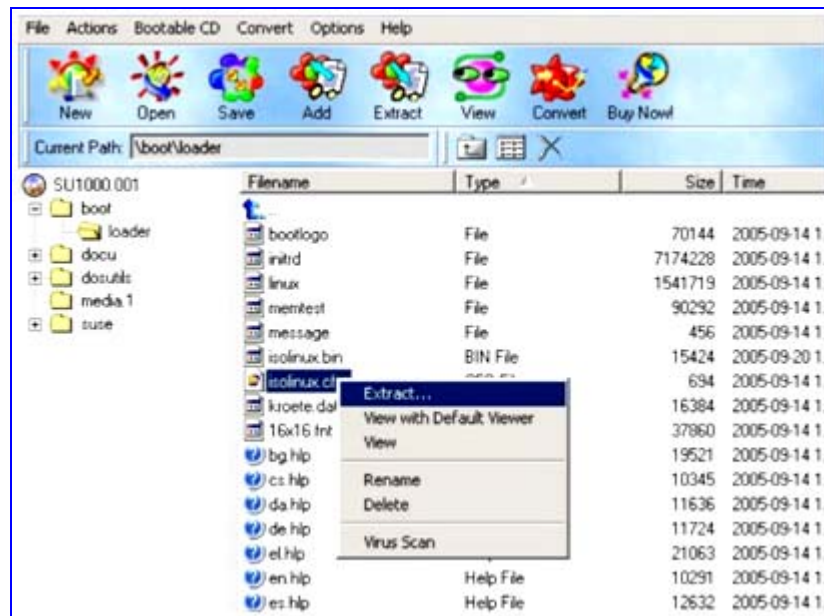 File Actions Bootable CD Convert Options Help
New Open Save Add Extract View Convert Buy Now!
Current Path: \boot\loader
SU1000.001
boot
loader
docu
dosutils
media.1
suse
Filename Type Size Time
..
bootlogo File 70144 2005-09-14 1
initrd File 7174228 2005-09-14 1
linux File 1541719 2005-09-14 1
memtest File 90292 2005-09-14 1
message File 456 2005-09-14 1
isolinux.bin BIN File 15424 2005-09-20 1
isolinux.cf 694 2005-09-14 1
kroete.dat 16384 2005-09-14 1
16x16.fnt 37860 2005-09-14 1
bg.hlp 19521 2005-09-14 1
cs.hlp 10345 2005-09-14 1
da.hlp 11636 2005-09-14 1
de.hlp 11724 2005-09-14 1
el.hlp 21063 2005-09-14 1
en.hlp Help File 10291 2005-09-14 1
es.hlp Help File 12632 2005-09-14 1
Extract...
View with Default Viewer
View
Rename
Delete
Virus Scan